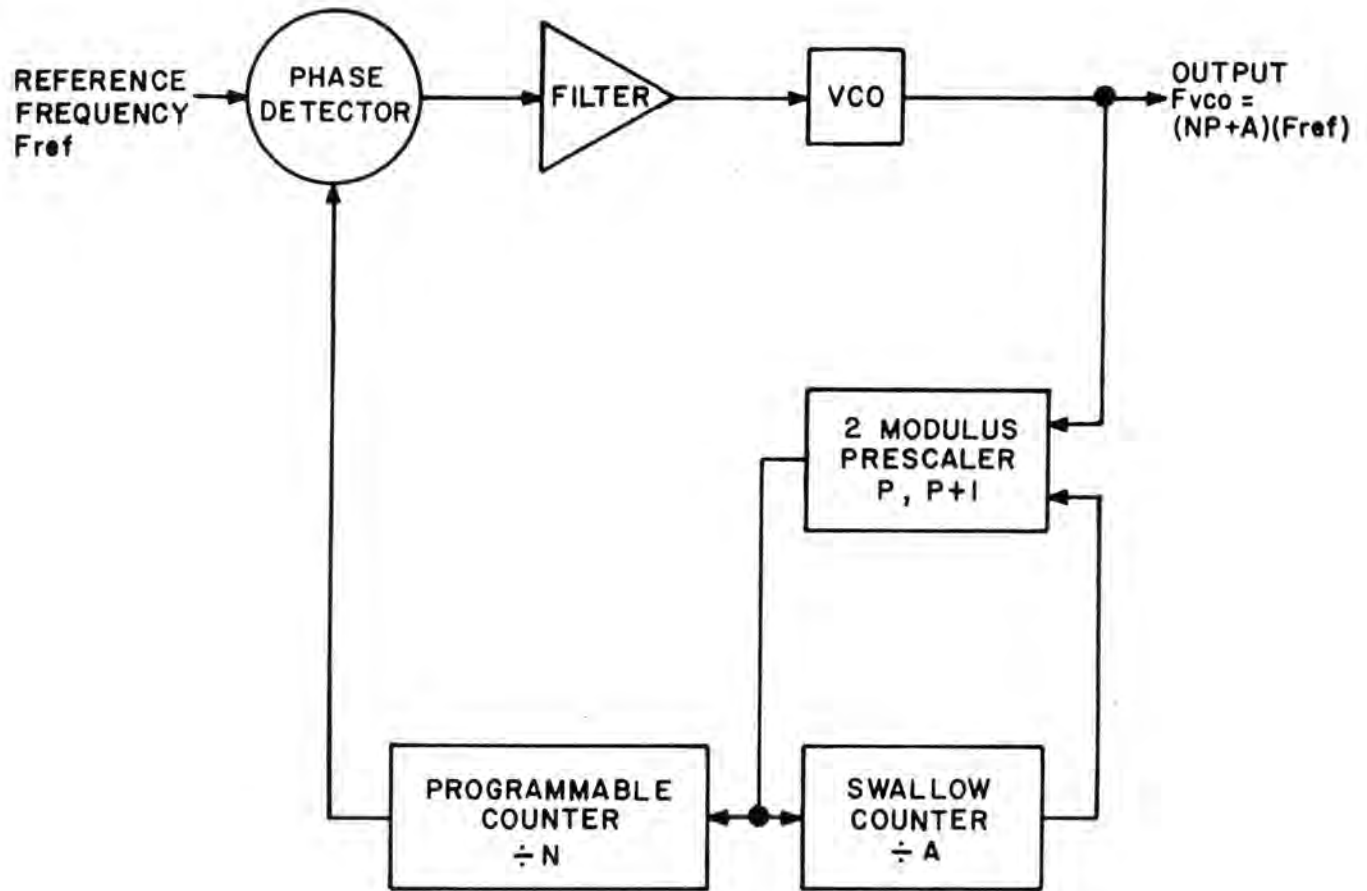 REFERENCE
FREQUENCY
Fref
PHASE
DETECTOR
FILTER
VCO
OUTPUT
Fvco =
(NP+A)(Fref)
2 MODULUS
PRESCALER
P, P+1
PROGRAMMABLE
COUNTER
÷N
SWALLOW
COUNTER
÷A